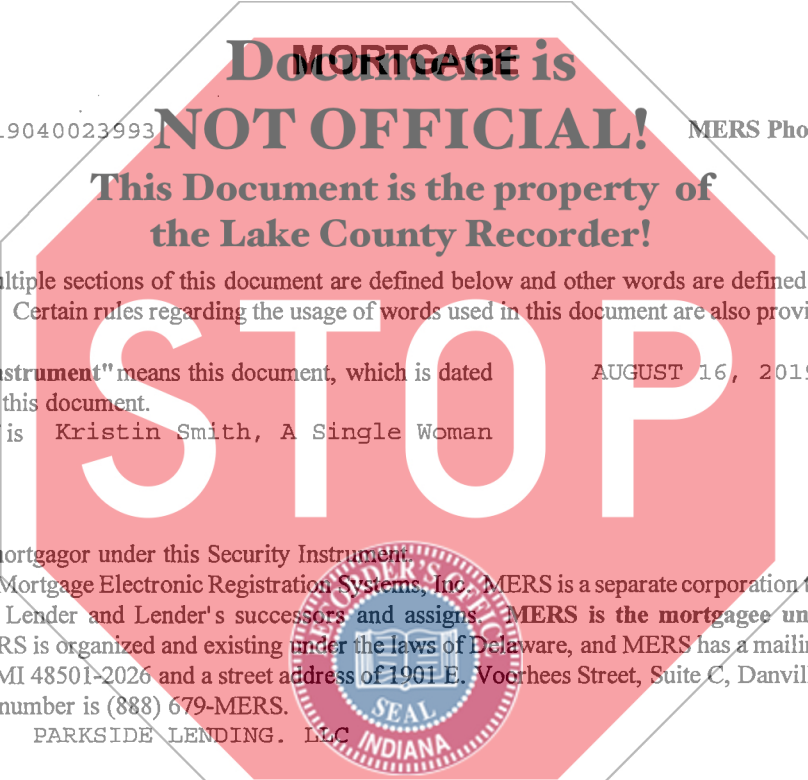 MORTGAGE
Document is
19040023993
NOT OFFICIAL!
MERS Pho
This Document is the property of
the Lake County Recorder!
ultiple sections of this document are defined below and other words are defined
Certain rules regarding the usage of words used in this document are also provi
nstrument" means this document, which is dated AUGUST 16, 2019
this document.
is Kristin Smith, A Single Woman
STOP
ortgagor under this Security Instrument.
Mortgage Electronic Registration Systems, Inc. MERS is a separate corporation t
Lender and Lender's successors and assigns. MERS is the mortgagee un
RS is organized and existing under the laws of Delaware, and MERS has a mailin
MI 48501-2026 and a street address of 1901 E. Voorhees Street, Suite C, Danvill
number is (888) 679-MERS.
PARKSIDE LENDING. LLC
RECORDER'S OFFICE
SEAL
INDIANA